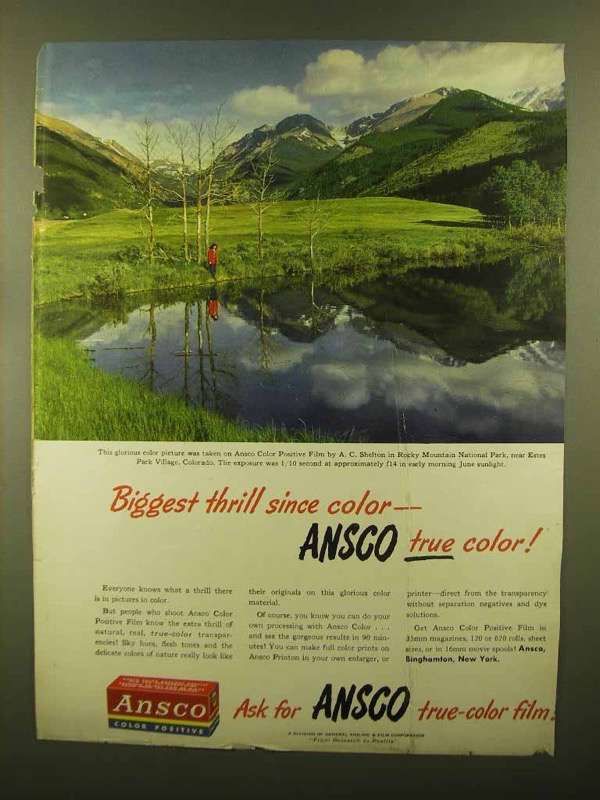 This glorious color picture was taken on Ansco Color Positive Film by A. C. Shelton in Rocky Mountain National Park, near Estes
Park Village, Colorado. The exposure was 1/10 second at approximately f14 in early morning June sunlight.
Biggest thrill since color—
ANSCO true color!
Everyone knows what a thrill there
is in pictures in color.
But people who shoot Ansco Color
Positive Film know the extra thrill of
natural, real, true-color transpar-
encies! Sky hues, flesh tones and the
delicate colors of nature really look like
their originals on this glorious color
material.
Of course, you know you can do your
own processing with Ansco Color . . .
and see the gorgeous results in 90 min-
utes! You can make full color prints on
Ansco Printon in your own enlarger, or
printer—direct from the transparency
without separation negatives and dye
solutions.
Get Ansco Color Positive Film in
35mm magazines, 120 or 620 rolls, sheet
sizes, or in 16mm movie spools! Ansco,
Binghamton, New York.
Ansco
COLOR POSITIVE
Ask for ANSCO true-color film!
A DIVISION OF GENERAL ANILINE & FILM CORPORATION
"From Research to Reality"